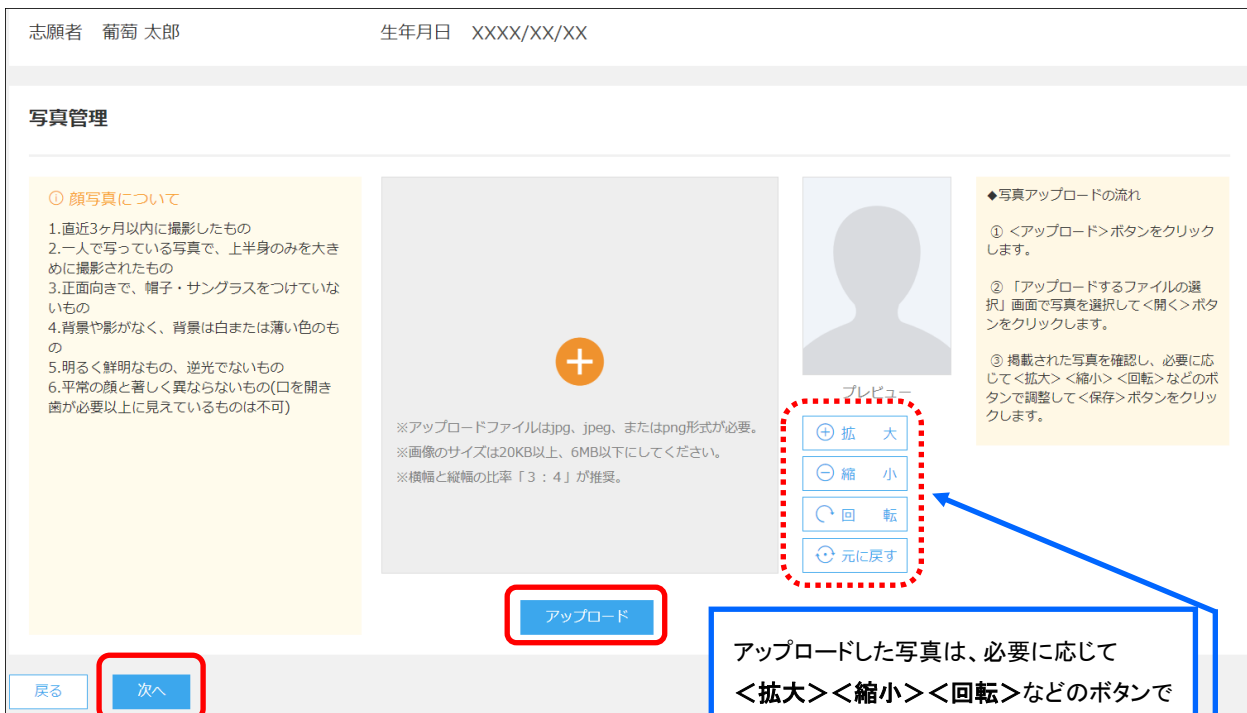 志願者　葡萄 太郎　生年月日　XXXX/XX/XX
写真管理
顔写真について
1.直近3ヶ月以内に撮影したもの
2.一人で写っている写真で、上半身のみを大き
めに撮影されたもの
3.正面向きで、帽子・サングラスをつけていな
いもの
4.背景や影がなく、背景は白または薄い色のも
の
5.明るく鮮明なもの、逆光でないもの
6.平常の顔と著しく異ならないもの(口を開き
歯が必要以上に見えているものは不可)
※アップロードファイルはjpg、jpeg、またはpng形式が必要。
※画像のサイズは20KB以上、6MB以下にしてください。
※横幅と縦幅の比率「3：4」が推奨。
アップロード
プレビュー
拡　大
縮　小
回　転
元に戻す
◆写真アップロードの流れ
① <アップロード>ボタンをクリック
します。
② 「アップロードするファイルの選
択」画面で写真を選択して<開く>ボタ
ンをクリックします。
③ 掲載された写真を確認し、必要に応
じて<拡大> <縮小> <回転>などのボ
タンで調整して<保存>ボタンをクリッ
クします。
アップロードした写真は、必要に応じて
＜拡大＞＜縮小＞＜回転＞などのボタンで
戻る
次へ